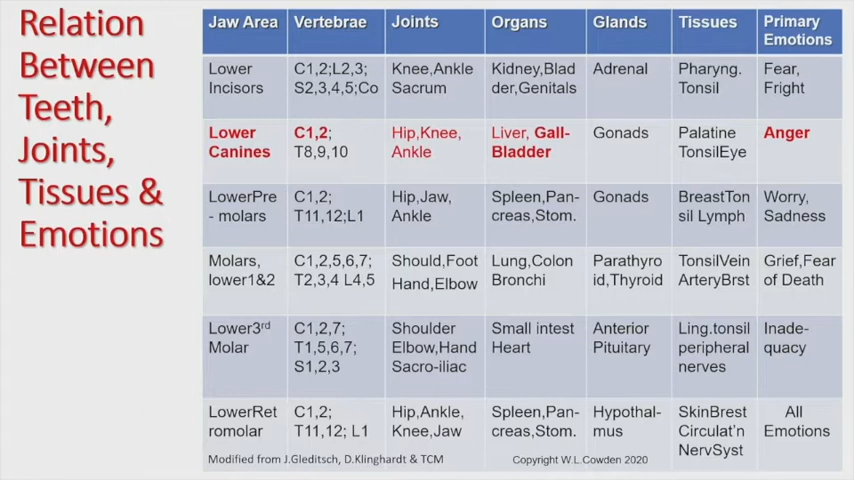 Relation
Between
Teeth,
Joints,
Tissues &
Emotions
Jaw Area Vertebrae Joints Organs Glands Tissues Primary
Emotions
Lower C1,2;L2,3; Knee,Ankle Kidney,Blad Adrenal Pharyng. Fear,
Incisors S2,3,4,5;Co Sacrum der,Genitals Tonsil Fright
Lower C1,2; Hip,Knee, Liver, Gall- Gonads Palatine Anger
Canines T8,9,10 Ankle Bladder TonsilEye
LowerPre C1,2; Hip,Jaw, Spleen,Pan- Gonads BreastTon Worry,
- molars T11,12;L1 Ankle creas,Stom. sil Lymph Sadness
Molars, C1,2,5,6,7; Should,Foot Lung,Colon Parathyro TonsilVein Grief,Fear
lower1&2 T2,3,4 L4,5 Hand,Elbow Bronchi id,Thyroid ArteryBrst of Death
Lower3rd C1,2,7; Shoulder Small intest Anterior Ling.tonsil Inade-
Molar T1,5,6,7; Elbow,Hand Heart Pituitary peripheral quacy
S1,2,3 Sacro-iliac nerves
LowerRet C1,2; Hip,Ankle, Spleen,Pan- Hypothal- SkinBrest All
romolar T11,12; L1 Knee,Jaw creas,Stom. mus Circulat'n Emotions
NervSyst
Modified from J.Gleditsch, D.Klinghardt & TCM Copyright W.L.Cowden 2020